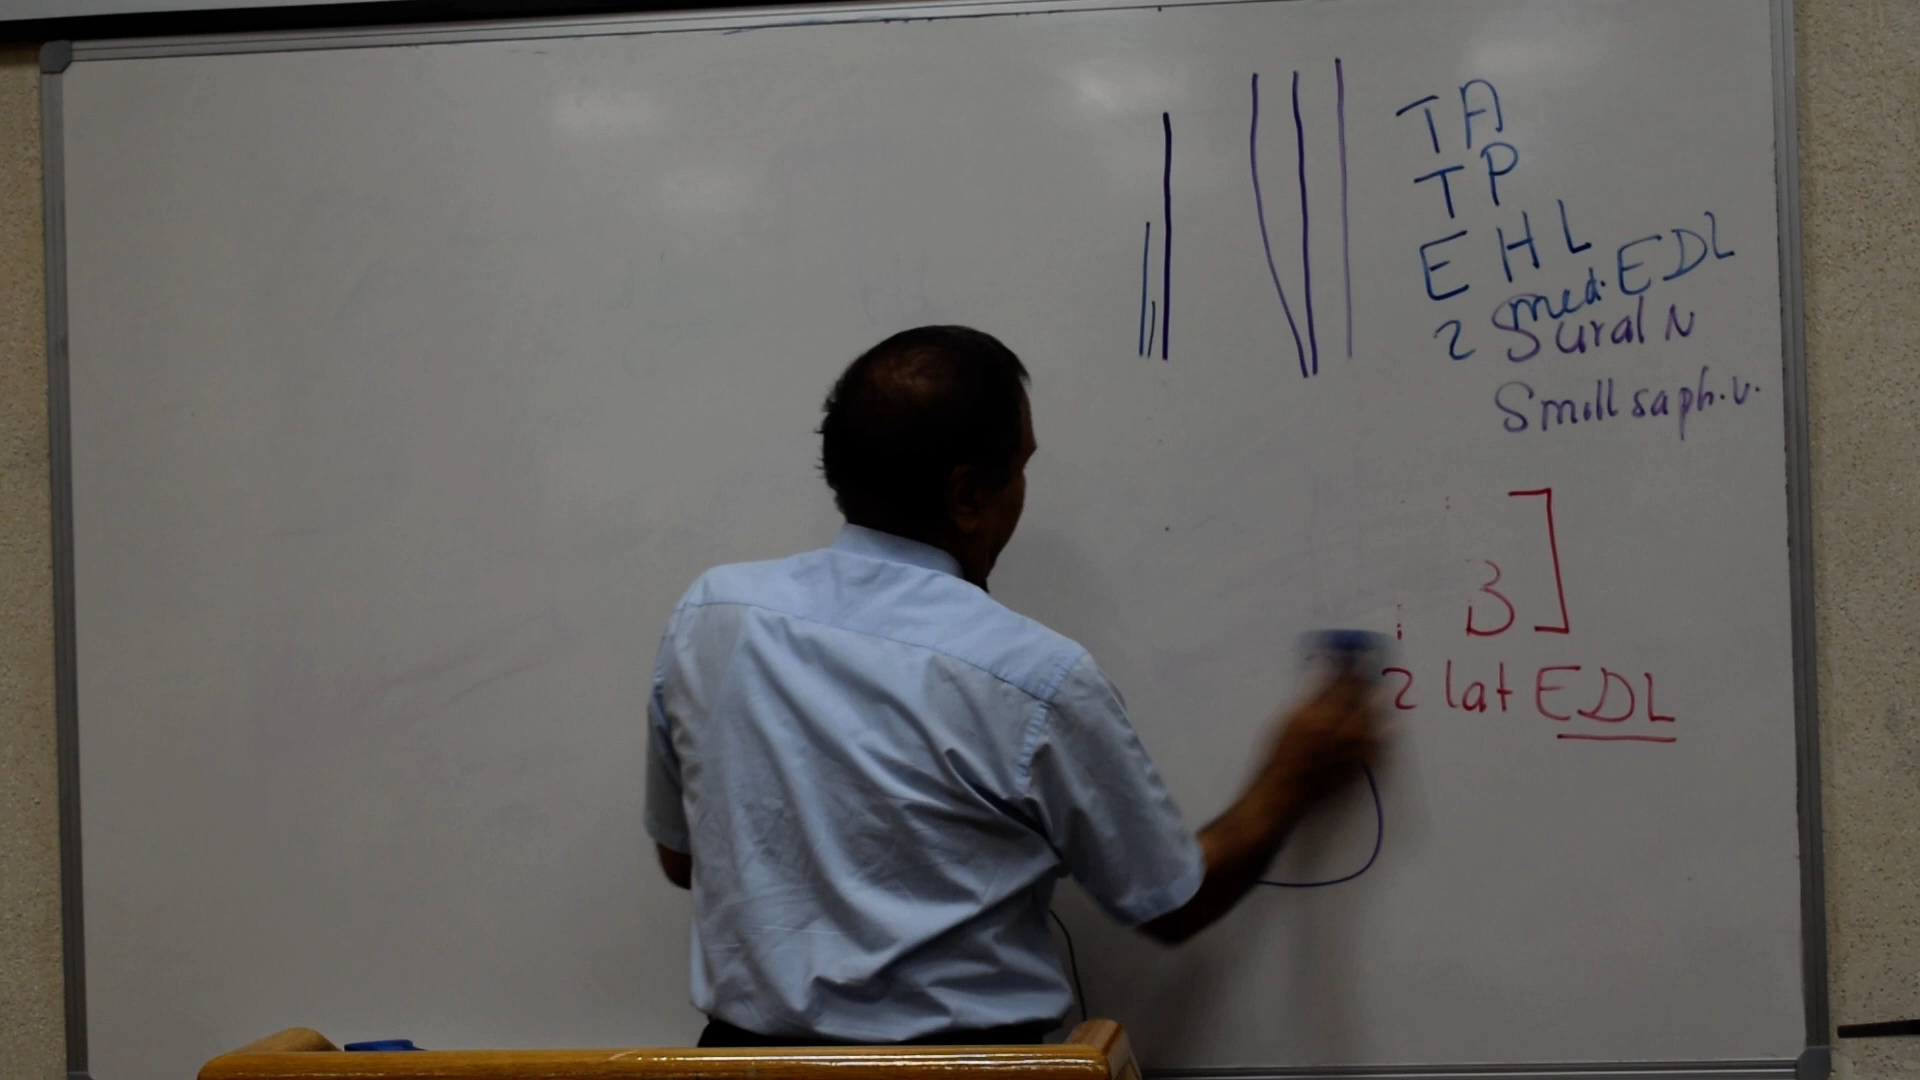 TA
TP
EHL
2 med. EDL
Sural N
Small saph. v.
3
2 lat EDL